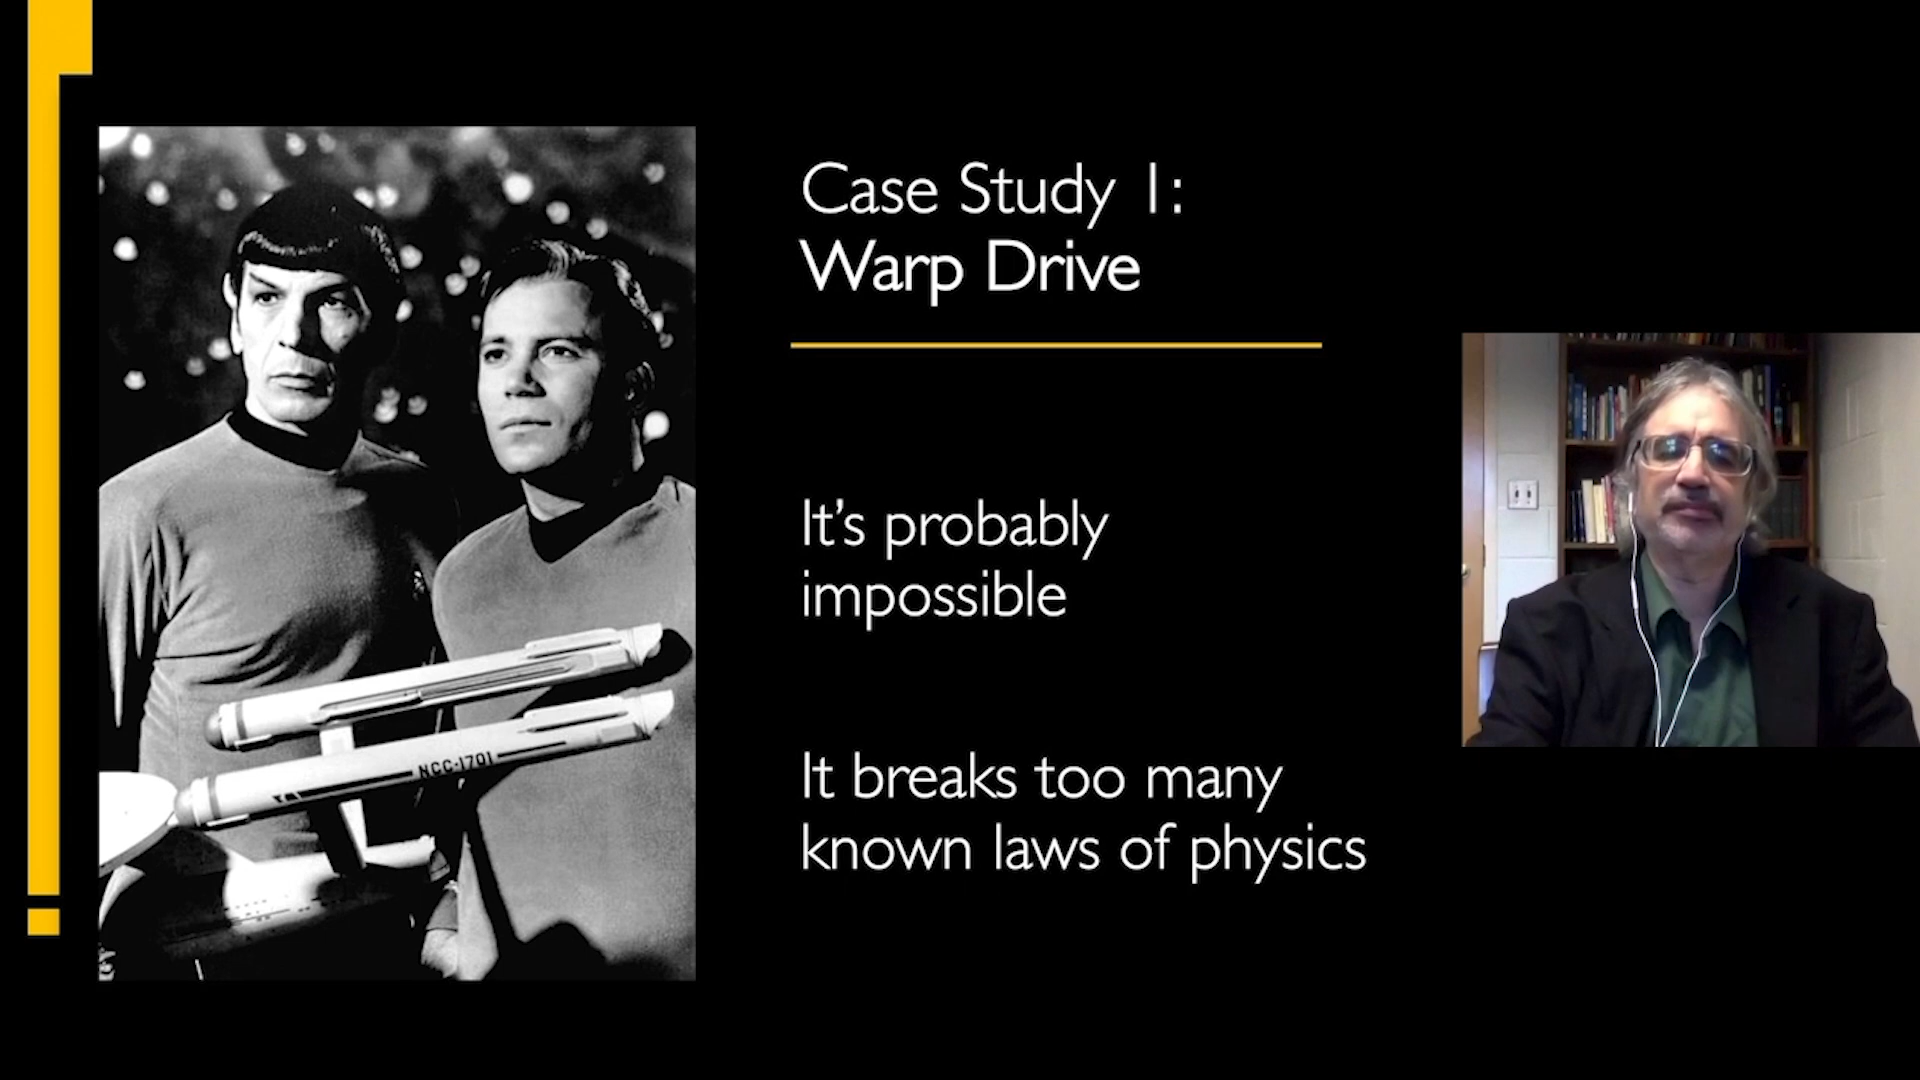 Case Study 1:
Warp Drive
It's probably
impossible
It breaks too many
known laws of physics
NCC-1701